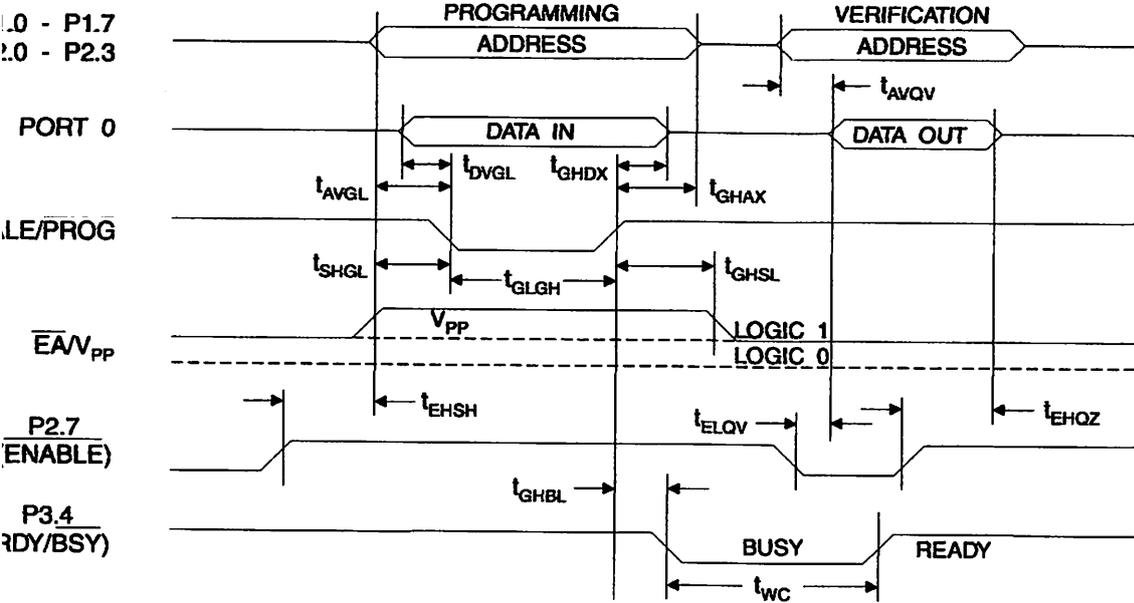 PROGRAMMING VERIFICATION
.0 - P1.7
2.0 - P2.3
ADDRESS ADDRESS
tAVQV
PORT 0 DATA IN DATA OUT
tDVGL tGHDX
tAVGL tGHAX
LE/PROG
tSHGL tGLGH tGHSL
VPP LOGIC 1
EA/VPP LOGIC 0
tEHSH tELQV tEHQZ
P2.7
(ENABLE)
tGHBL
P3.4
RDY/BSY) BUSY READY
tWC